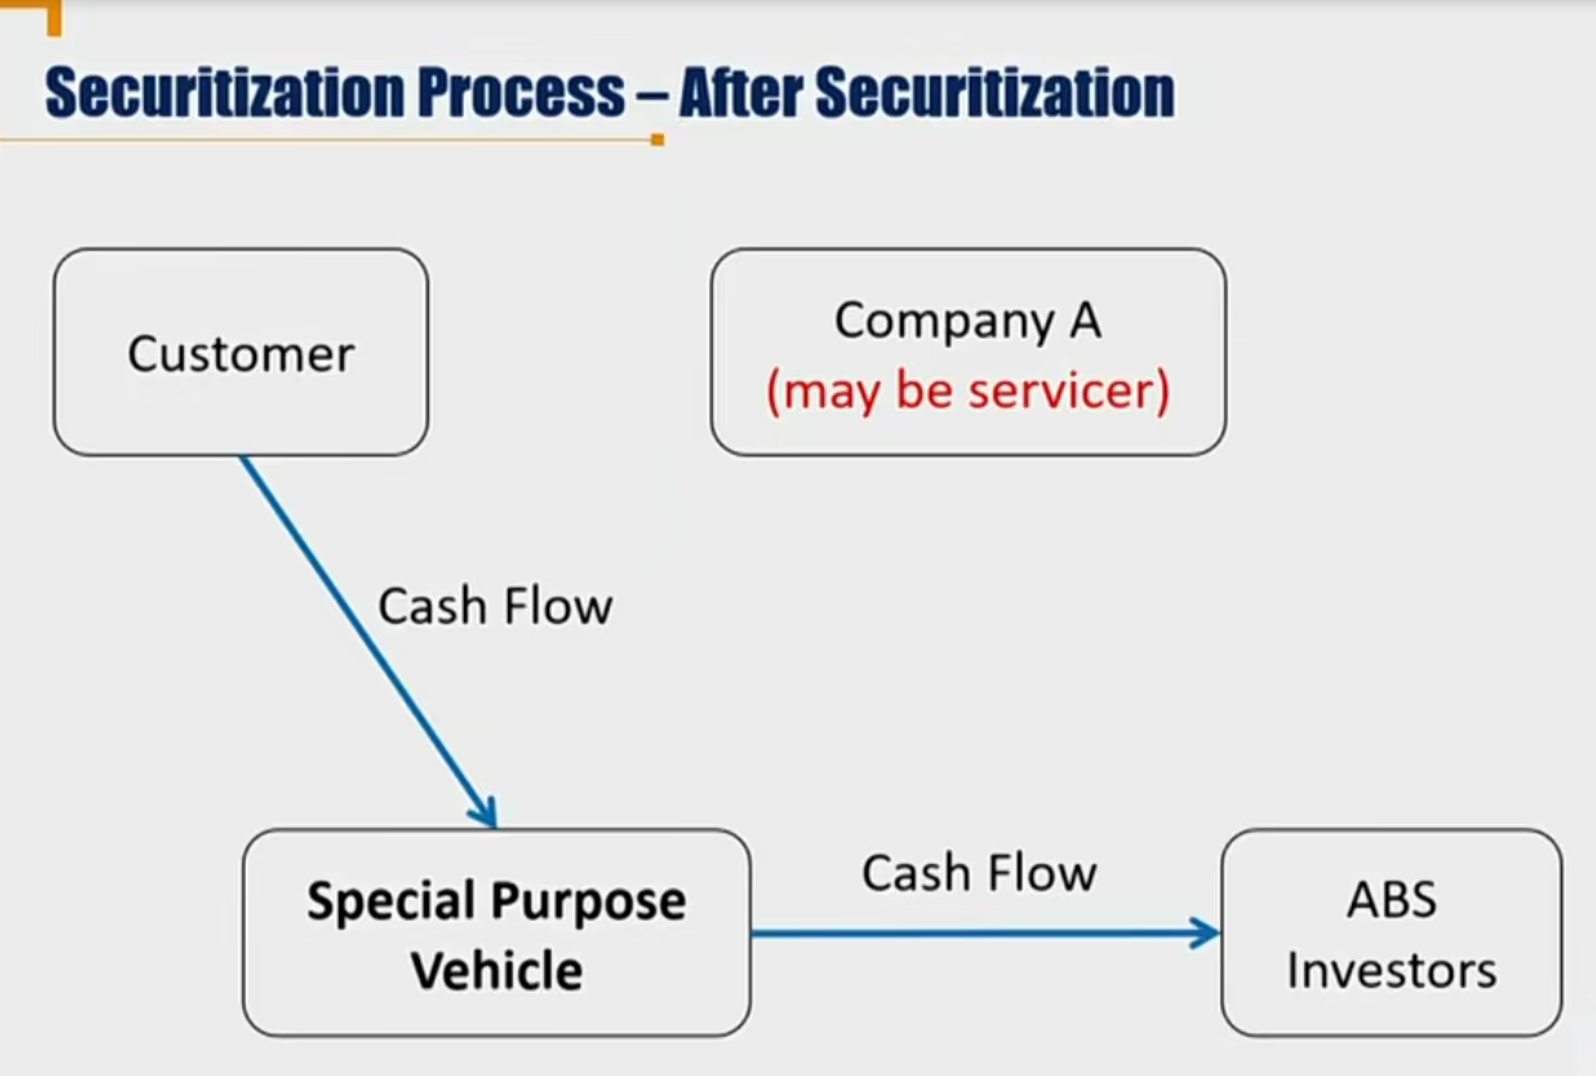 Securitization Process – After Securitization
Customer
Company A
(may be servicer)
Cash Flow
Special Purpose
Vehicle
Cash Flow
ABS
Investors